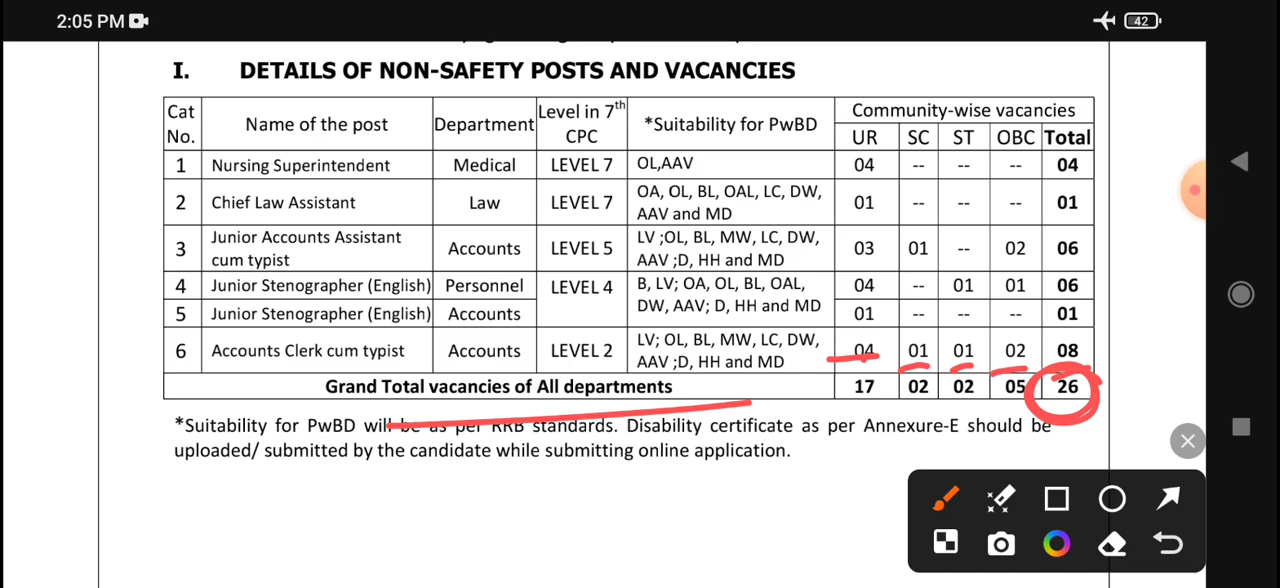 2:05 PM
42
I. DETAILS OF NON-SAFETY POSTS AND VACANCIES
Cat No. Name of the post Department Level in 7th CPC *Suitability for PwBD Community-wise vacancies
UR SC ST OBC Total
1 Nursing Superintendent Medical LEVEL 7 OL,AAV 04 -- -- -- 04
2 Chief Law Assistant Law LEVEL 7 OA, OL, BL, OAL, LC, DW, AAV and MD 01 -- -- -- 01
3 Junior Accounts Assistant cum typist Accounts LEVEL 5 LV ;OL, BL, MW, LC, DW, AAV ;D, HH and MD 03 01 -- 02 06
4 Junior Stenographer (English) Personnel LEVEL 4 B, LV; OA, OL, BL, OAL, DW, AAV; D, HH and MD 04 -- 01 01 06
5 Junior Stenographer (English) Accounts 01 -- -- -- 01
6 Accounts Clerk cum typist Accounts LEVEL 2 LV; OL, BL, MW, LC, DW, AAV ;D, HH and MD 04 01 01 02 08
Grand Total vacancies of All departments 17 02 02 05 26
*Suitability for PwBD will be as per RRB standards. Disability certificate as per Annexure-E should be
uploaded/ submitted by the candidate while submitting online application.